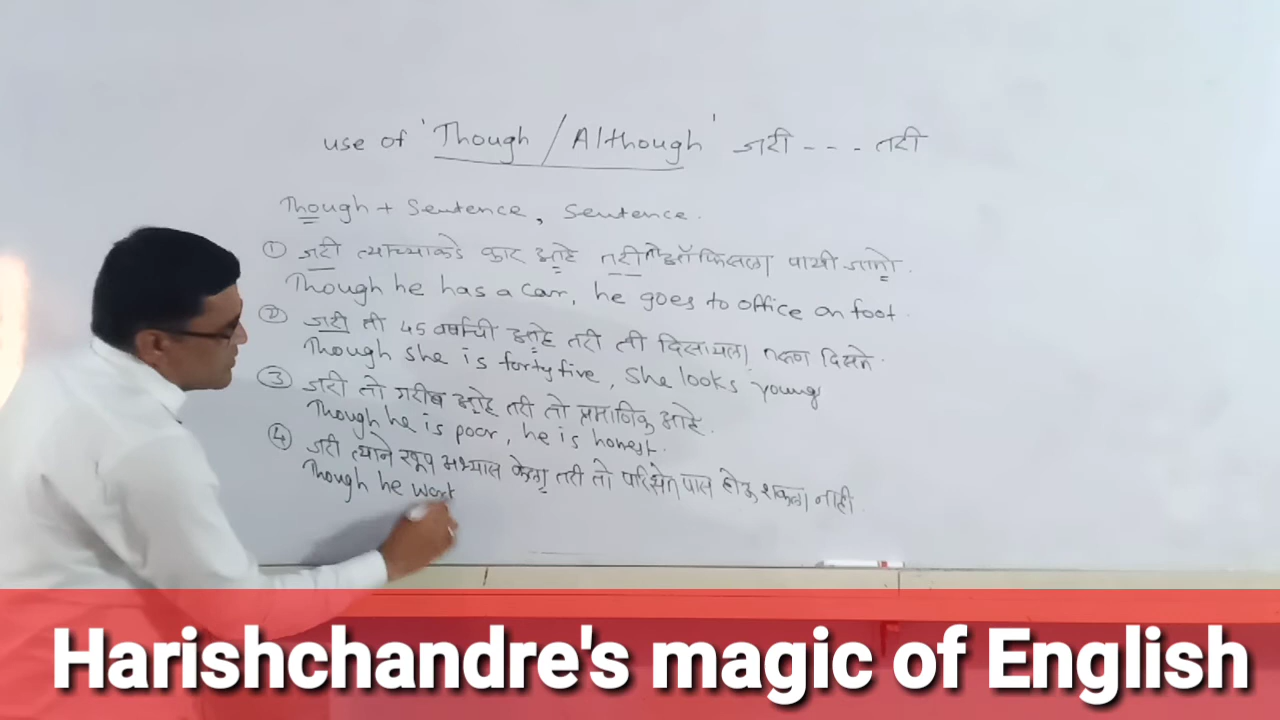 use of 'Though / Although' जरी - - - तरी
Though + Sentence, Sentence.
① जरी त्याच्याकडे कार आहे तरी तो ऑफिसला पायी जातो.
Though he has a car, he goes to office on foot.
② जरी ती 45 वर्षाची आहे तरी ती दिसायला तरुण दिसते.
Though she is forty five, she looks young
③ जरी तो गरीब आहे तरी तो प्रमाणिक आहे.
Though he is poor, he is honest.
④ जरी त्याने खूप अभ्यास केला तरी तो परिक्षेत पास होऊ शकला नाही.
Though he work
Harishchandre's magic of English